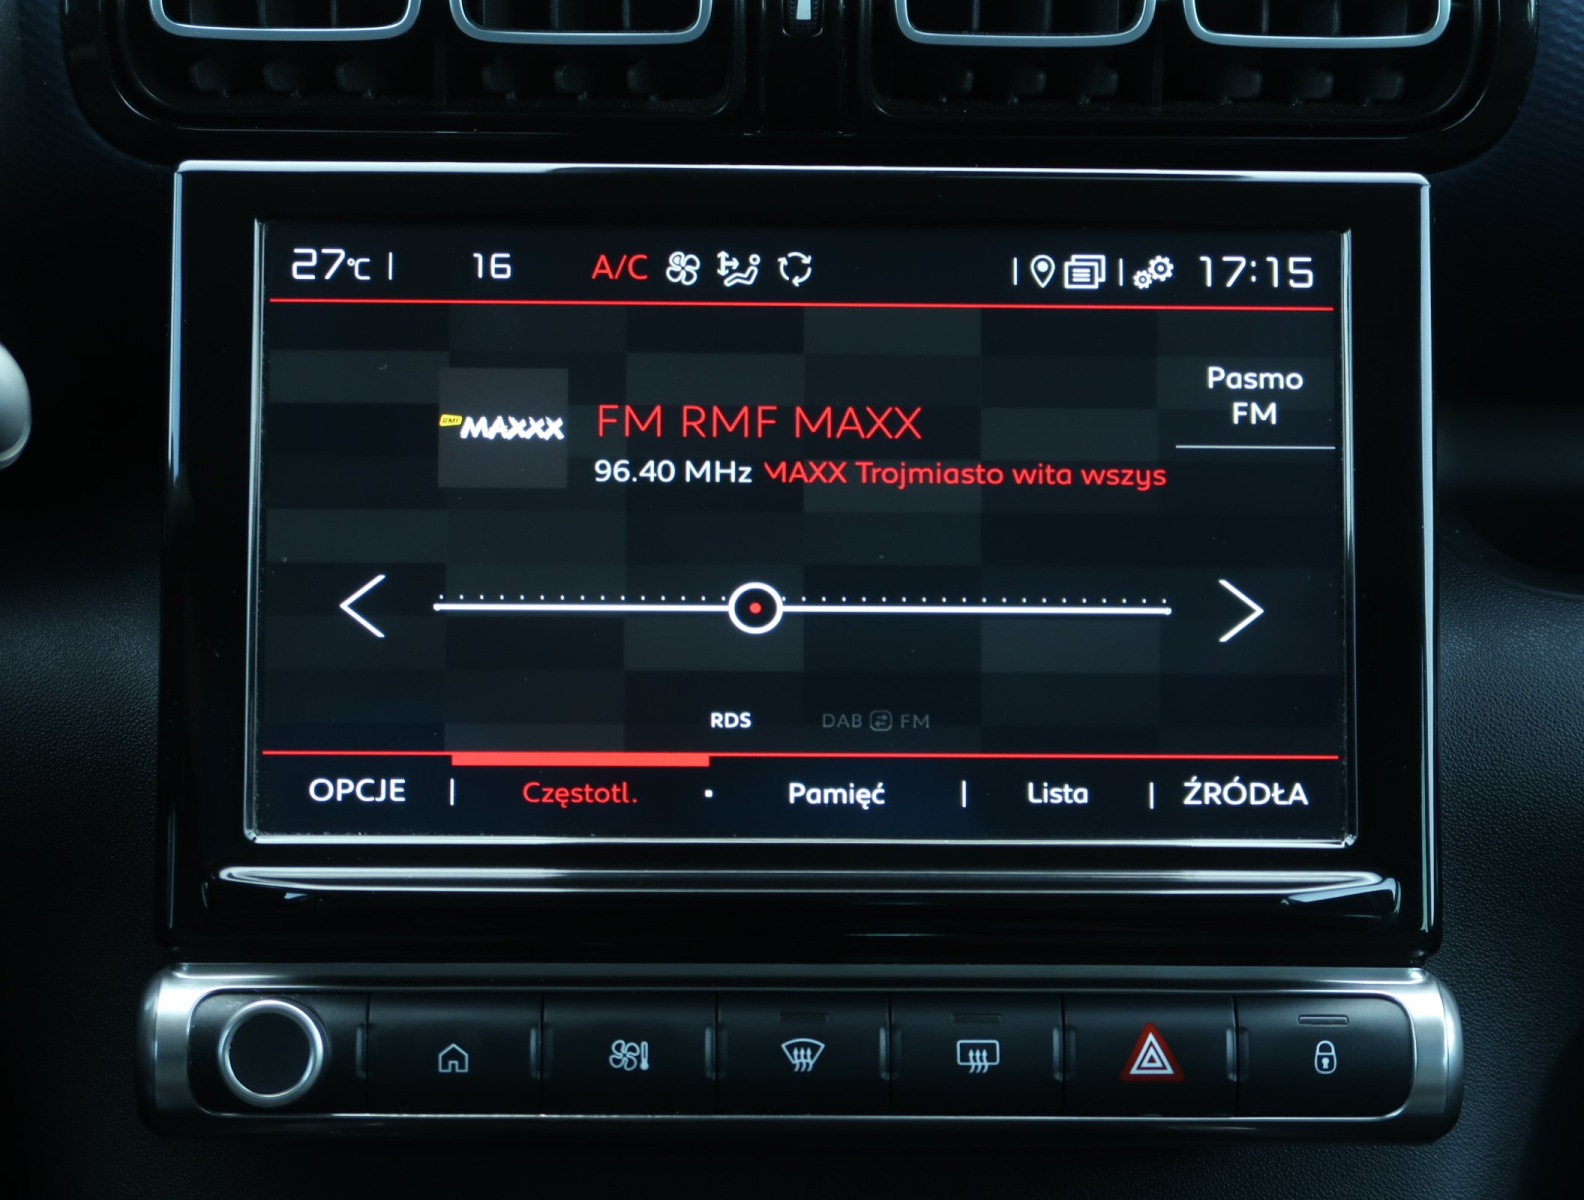 27°C | 16 A/C | | 17:15
Pasmo
FM
RMF MAXXX
FM RMF MAXX
96.40 MHz MAXX Trojmiasto wita wszys
RDS DAB FM
OPCJE | Częstotl. · Pamięć | Lista | ŹRÓDŁA